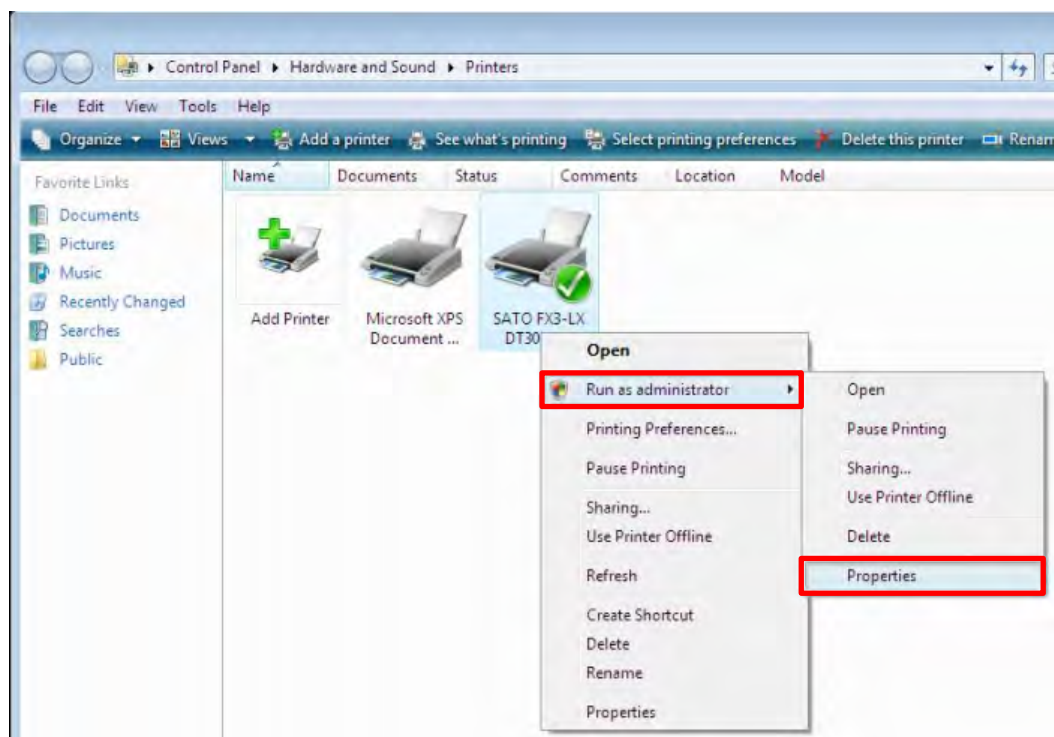 Control Panel Hardware and Sound Printers
File Edit View Tools Help
Organize Views Add a printer See what's printing Select printing preferences Delete this printer Renam
Favorite Links
Documents
Pictures
Music
Recently Changed
Searches
Public
Name Documents Status Comments Location Model
Add Printer
Microsoft XPS
Document ...
SATO FX3-LX
DT30
Open
Run as administrator
Printing Preferences...
Pause Printing
Sharing...
Use Printer Offline
Refresh
Create Shortcut
Delete
Rename
Properties
Open
Pause Printing
Sharing...
Use Printer Offline
Delete
Properties